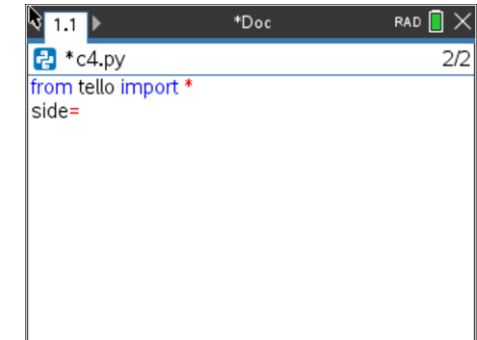 1.1 *Doc RAD
*c4.py 2/2
from tello import *
side=